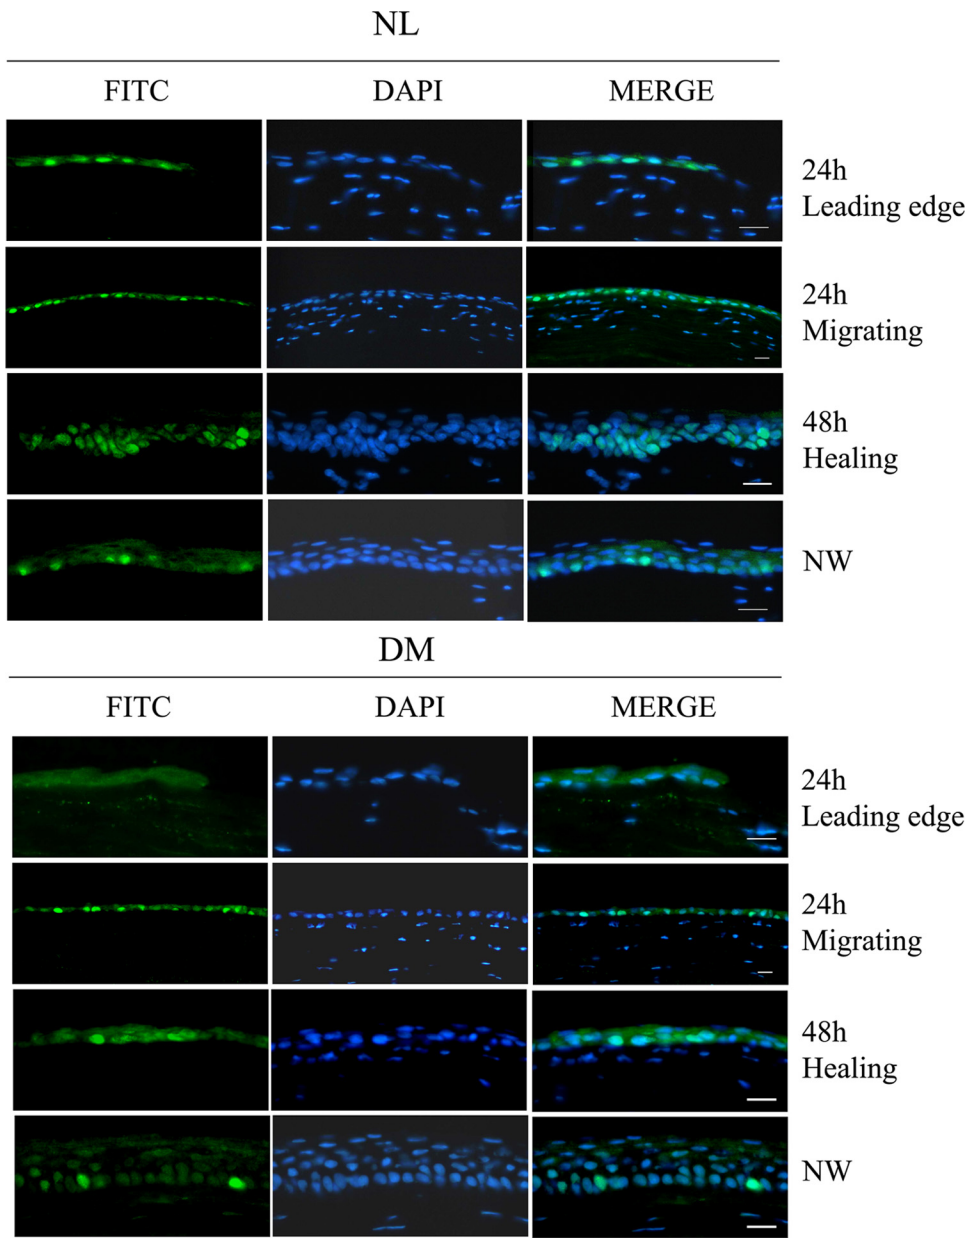 NL
FITC DAPI MERGE
24h
Leading edge
24h
Migrating
48h
Healing
NW
DM
FITC DAPI MERGE
24h
Leading edge
24h
Migrating
48h
Healing
NW